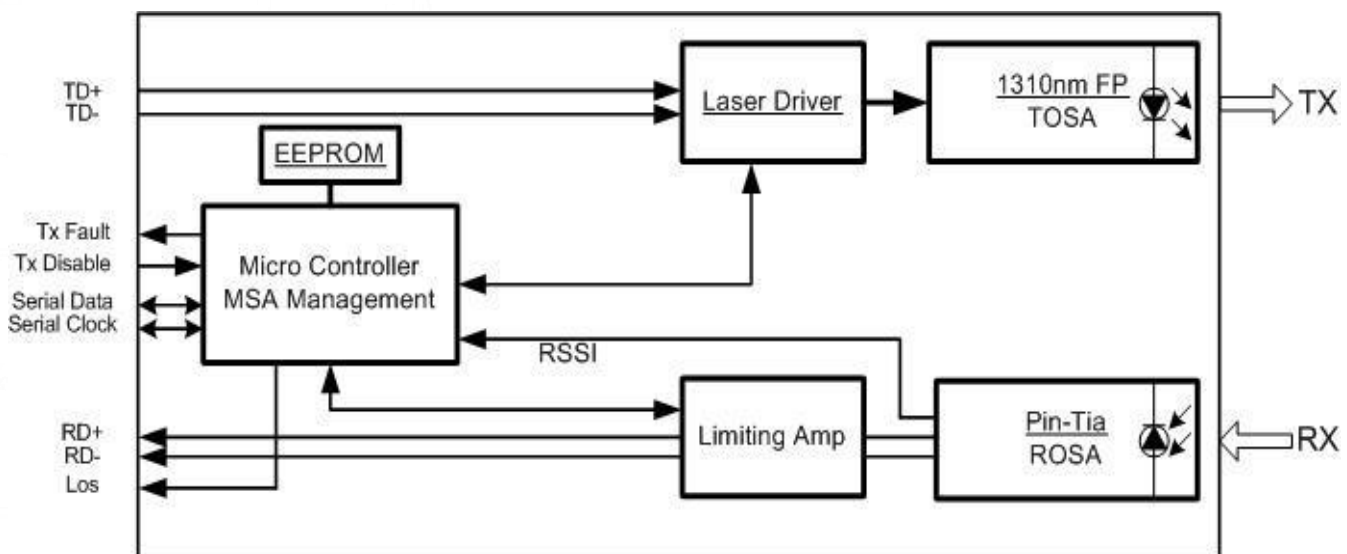 TD+
TD-
Laser Driver
1310nm FP
TOSA
TX
EEPROM
Tx Fault
Tx Disable
Serial Data
Serial Clock
Micro Controller
MSA Management
RSSI
RD+
RD-
Los
Limiting Amp
Pin-Tia
ROSA
RX